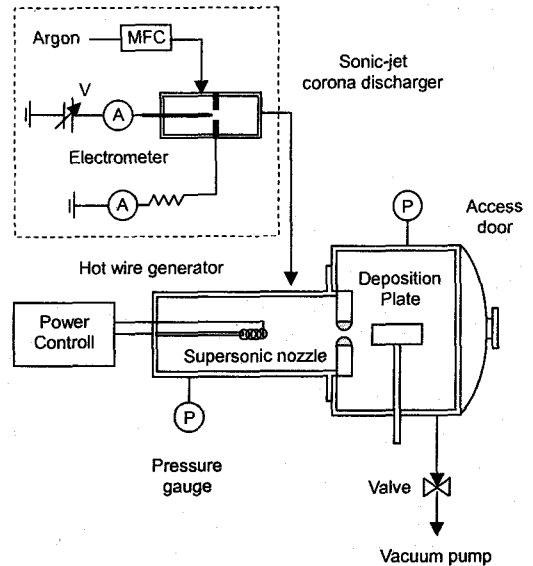 Argon
MFC
Sonic-jet
corona discharger
V
A
Electrometer
A
P
Access
door
Hot wire generator
Deposition
Plate
Power
Controll
Supersonic nozzle
P
Pressure
gauge
Valve
Vacuum pump